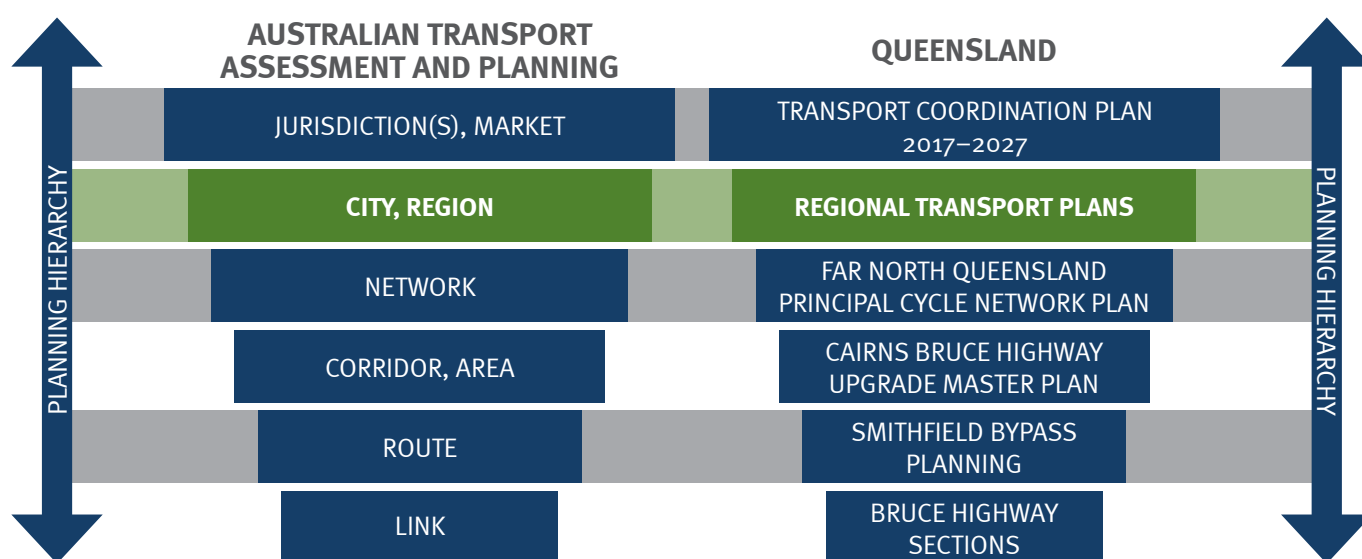 AUSTRALIAN TRANSPORT
ASSESSMENT AND PLANNING
QUEENSLAND
PLANNING HIERARCHY
JURISDICTION(S), MARKET
TRANSPORT COORDINATION PLAN
2017–2027
CITY, REGION
REGIONAL TRANSPORT PLANS
NETWORK
FAR NORTH QUEENSLAND
PRINCIPAL CYCLE NETWORK PLAN
CORRIDOR, AREA
CAIRNS BRUCE HIGHWAY
UPGRADE MASTER PLAN
ROUTE
SMITHFIELD BYPASS
PLANNING
LINK
BRUCE HIGHWAY
SECTIONS
PLANNING HIERARCHY